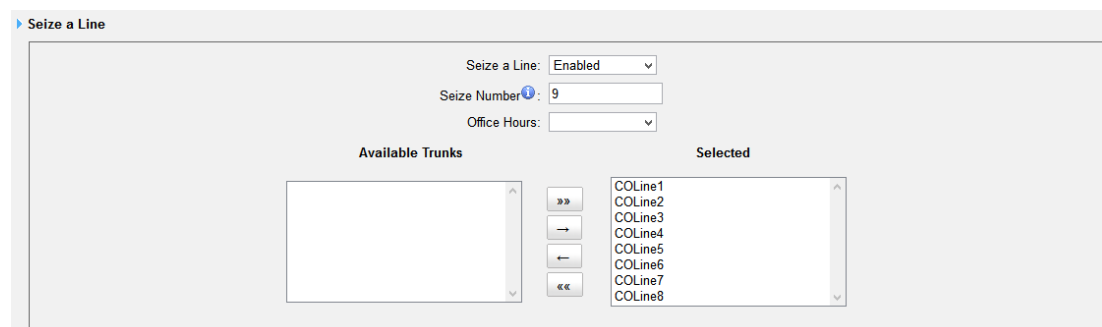 Seize a Line
Seize a Line: Enabled
Seize Number i : 9
Office Hours:
Available Trunks Selected
»»
→
←
««
COLine1
COLine2
COLine3
COLine4
COLine5
COLine6
COLine7
COLine8